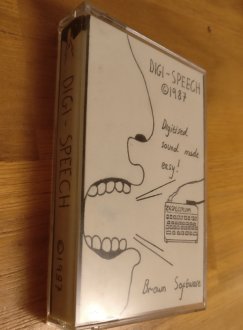 DIGI-SPEECH
©1987
DIGI-SPEECH
©1987
Digitised
sound made
easy!
Brown Software